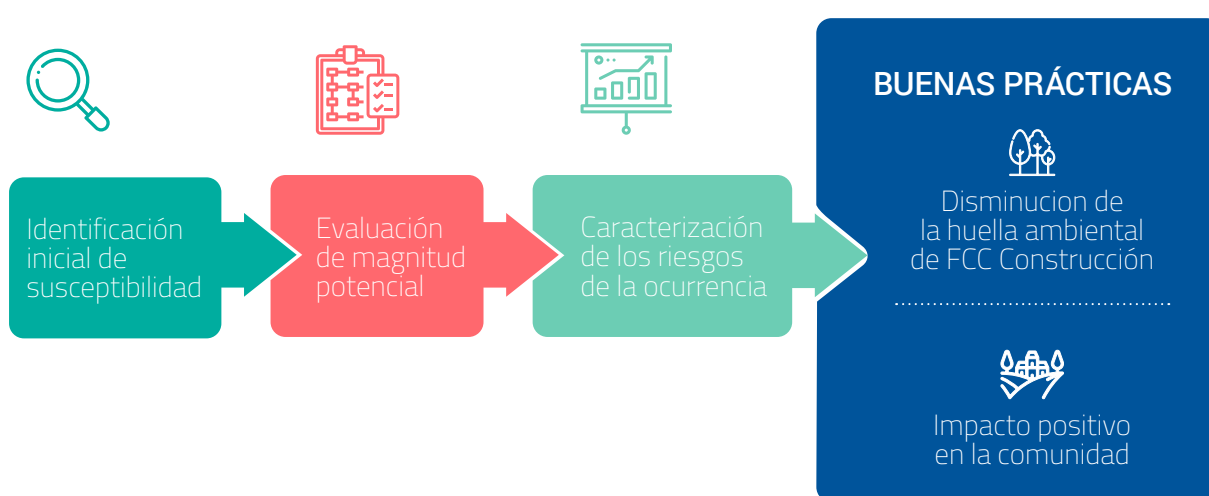 Identificación
inicial de
susceptibilidad
Evaluación
de magnitud
potencial
Caracterización
de los riesgos
de la ocurrencia
BUENAS PRÁCTICAS
Disminucion de
la huella ambiental
de FCC Construcción
Impacto positivo
en la comunidad